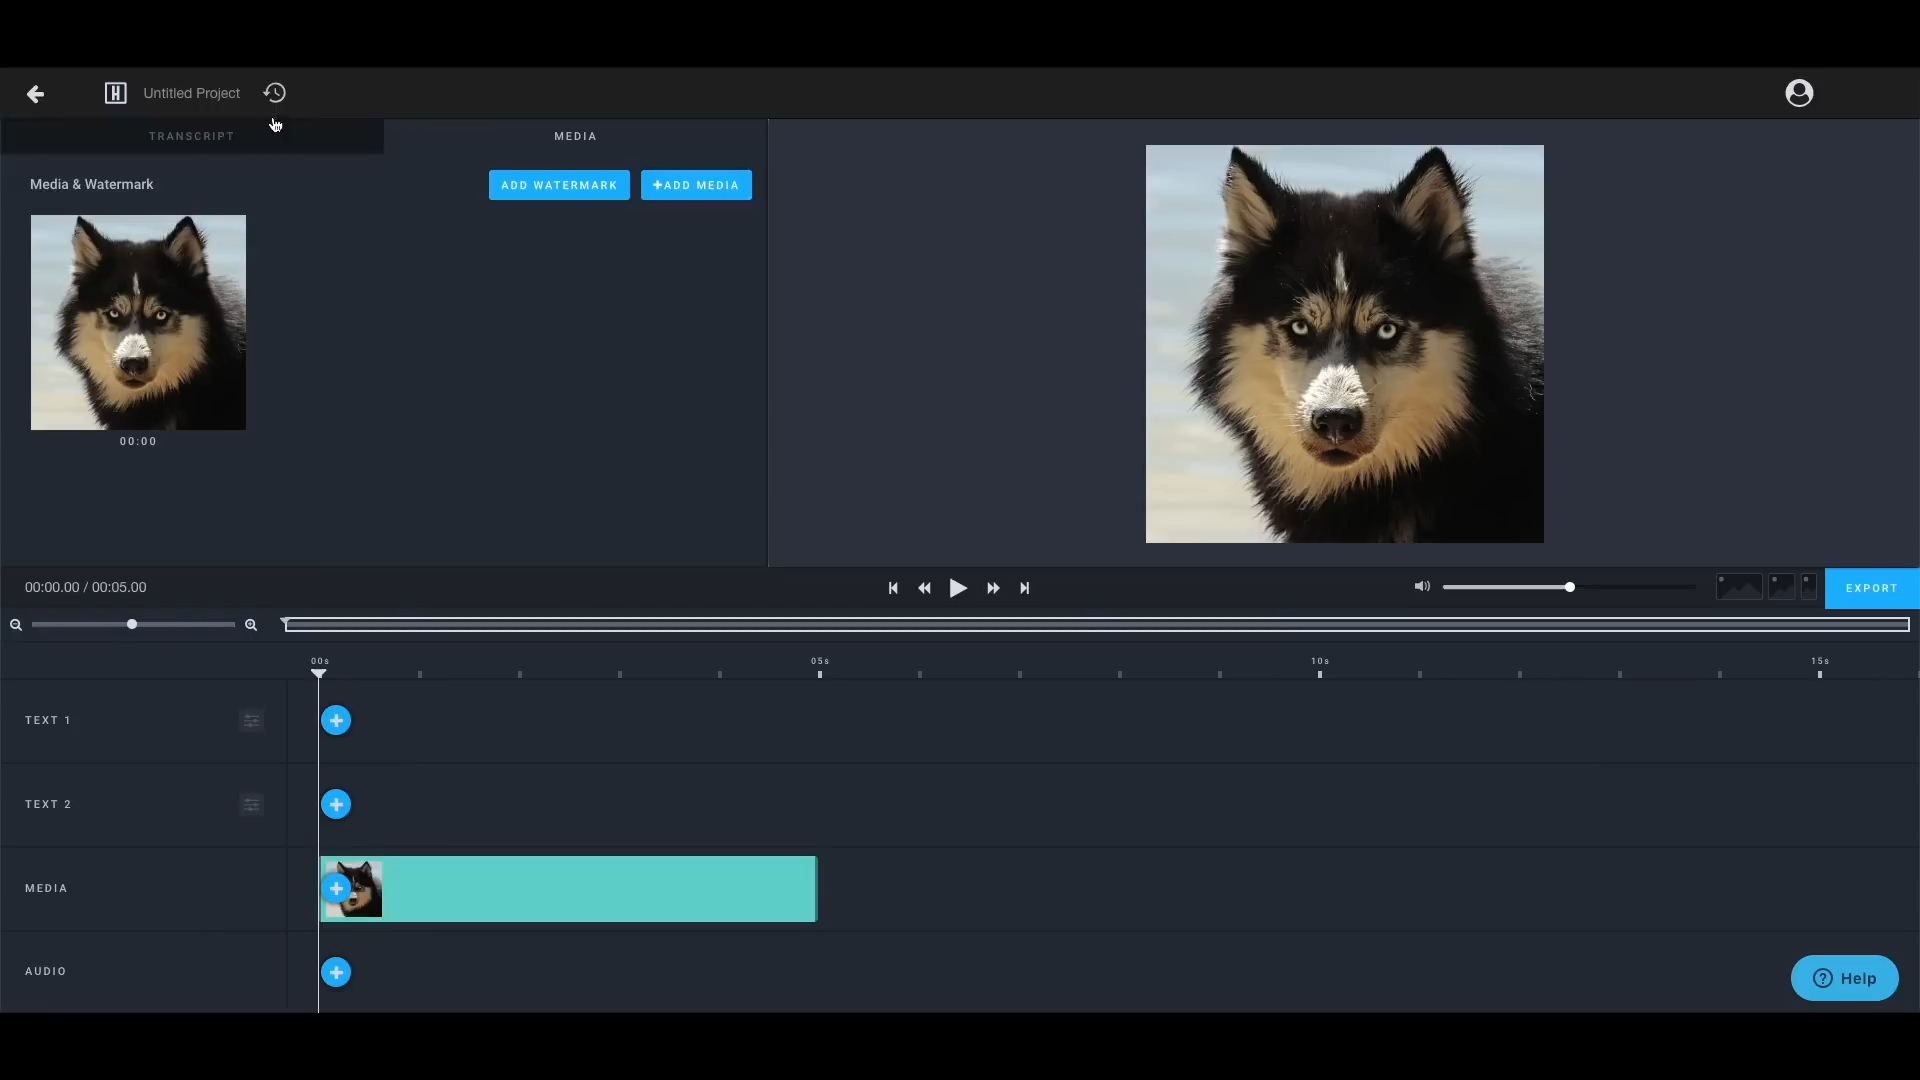 Untitled Project
TRANSCRIPT
MEDIA
Media & Watermark
ADD WATERMARK
+ADD MEDIA
00:00
00:00.00 / 00:05.00
EXPORT
00s
05s
10s
15s
TEXT 1
TEXT 2
MEDIA
AUDIO
Help